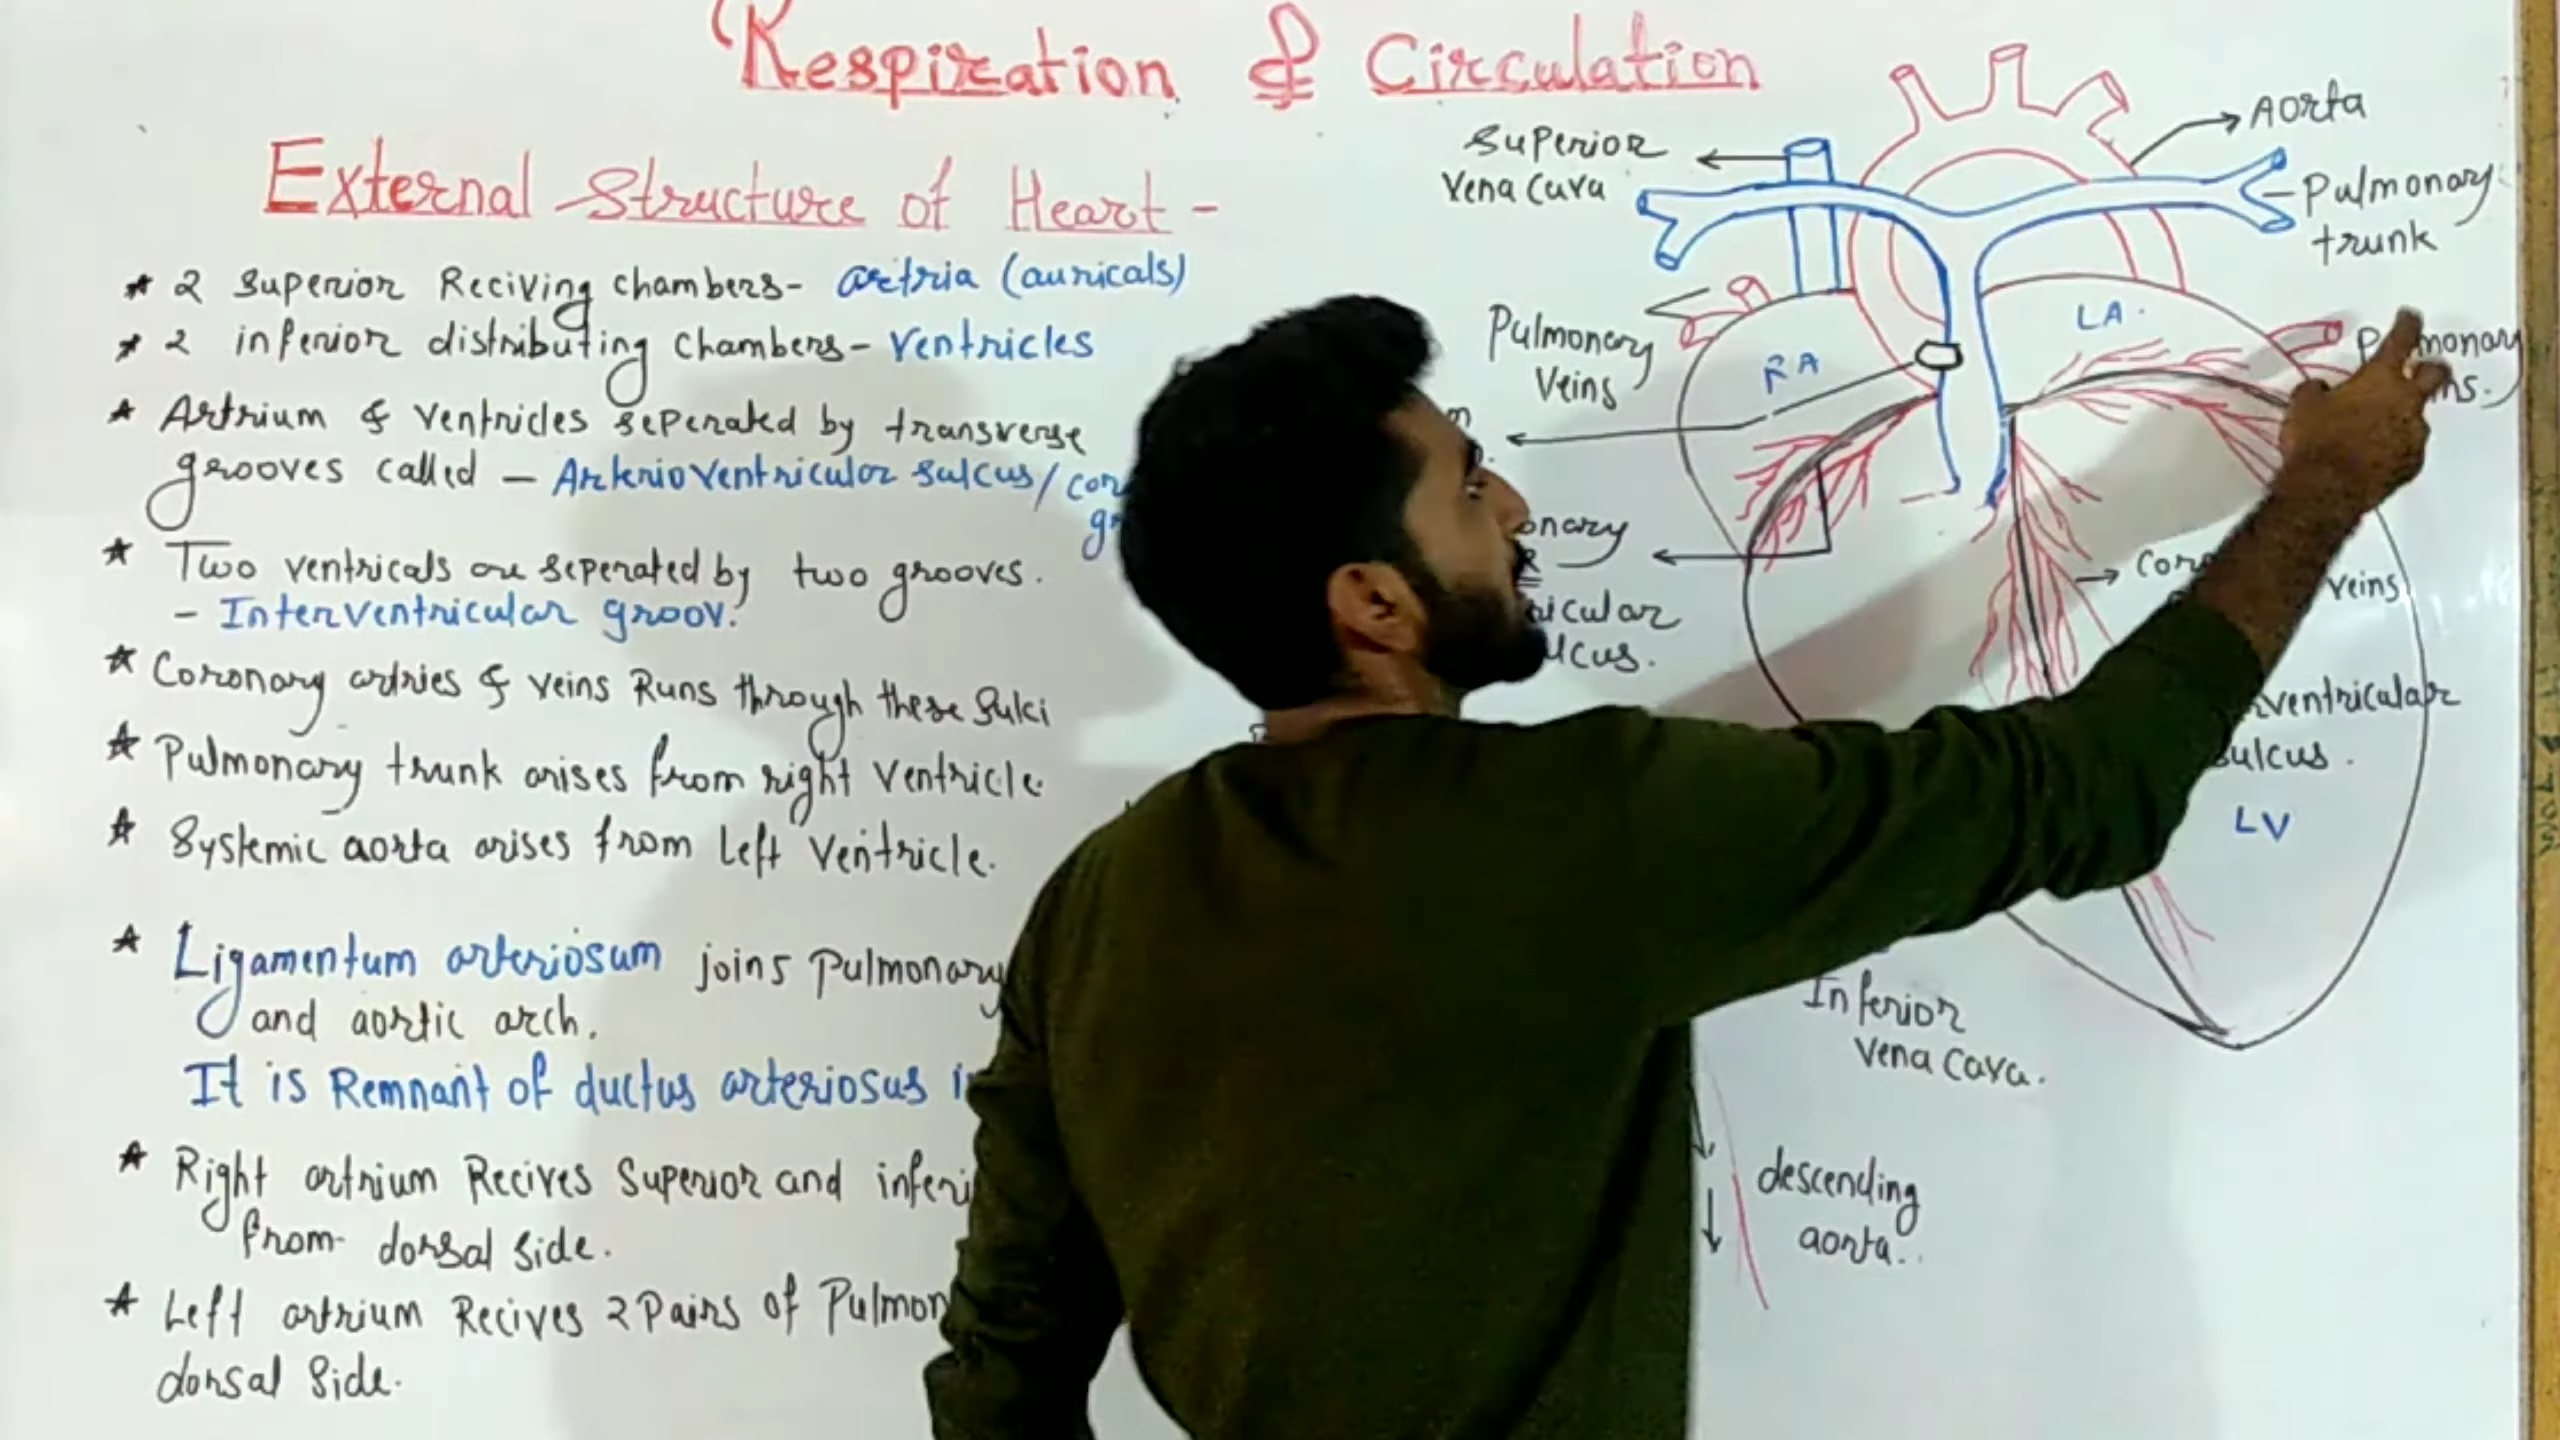 Respiration & Circulation
External Structure of Heart -
* 2 superior Reciving chambers- artria (auricals)
* 2 inferior distributing chambers- ventricles
* Artrium & ventricles seperated by transverse
grooves called - Arterioventricular sulcus/
* Two ventricals are seperated by two grooves.
- Interventricular groov.
* Coronary artries & veins Runs through these Sulci
* Pulmonary trunk arises from right ventricle.
* Systemic aorta arises from left ventricle.
* Ligamentum arteriosum joins pulmonary
and aortic arch.
It is Remnant of ductus arteriosus
* Right artrium Recives superior and
from dorsal side.
* Left artrium Recives 2 Pairs of
dorsal side.
Superior
vena cava
Aorta
Pulmonary
trunk
Pulmonary
veins
LA
RA
veins
sulcus.
LV
Inferior
vena cava.
descending
aorta..